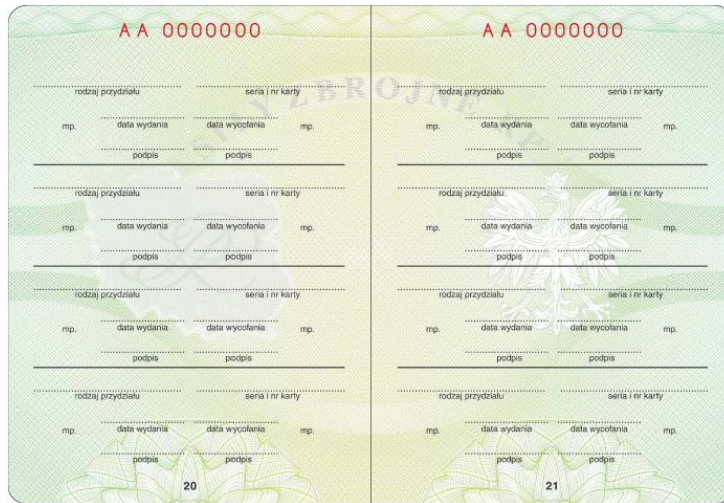 AA 0000000
rodzaj przydziału seria i nr karty
mp. data wydania data wycofania mp.
podpis podpis
rodzaj przydziału seria i nr karty
mp. data wydania data wycofania mp.
podpis podpis
rodzaj przydziału seria i nr karty
mp. data wydania data wycofania mp.
podpis podpis
rodzaj przydziału seria i nr karty
mp. data wydania data wycofania mp.
podpis podpis
20
AA 0000000
rodzaj przydziału seria i nr karty
mp. data wydania data wycofania mp.
podpis podpis
rodzaj przydziału seria i nr karty
mp. data wydania data wycofania mp.
podpis podpis
rodzaj przydziału seria i nr karty
mp. data wydania data wycofania mp.
podpis podpis
rodzaj przydziału seria i nr karty
mp. data wydania data wycofania mp.
podpis podpis
21
SIŁY ZBROJNE RP